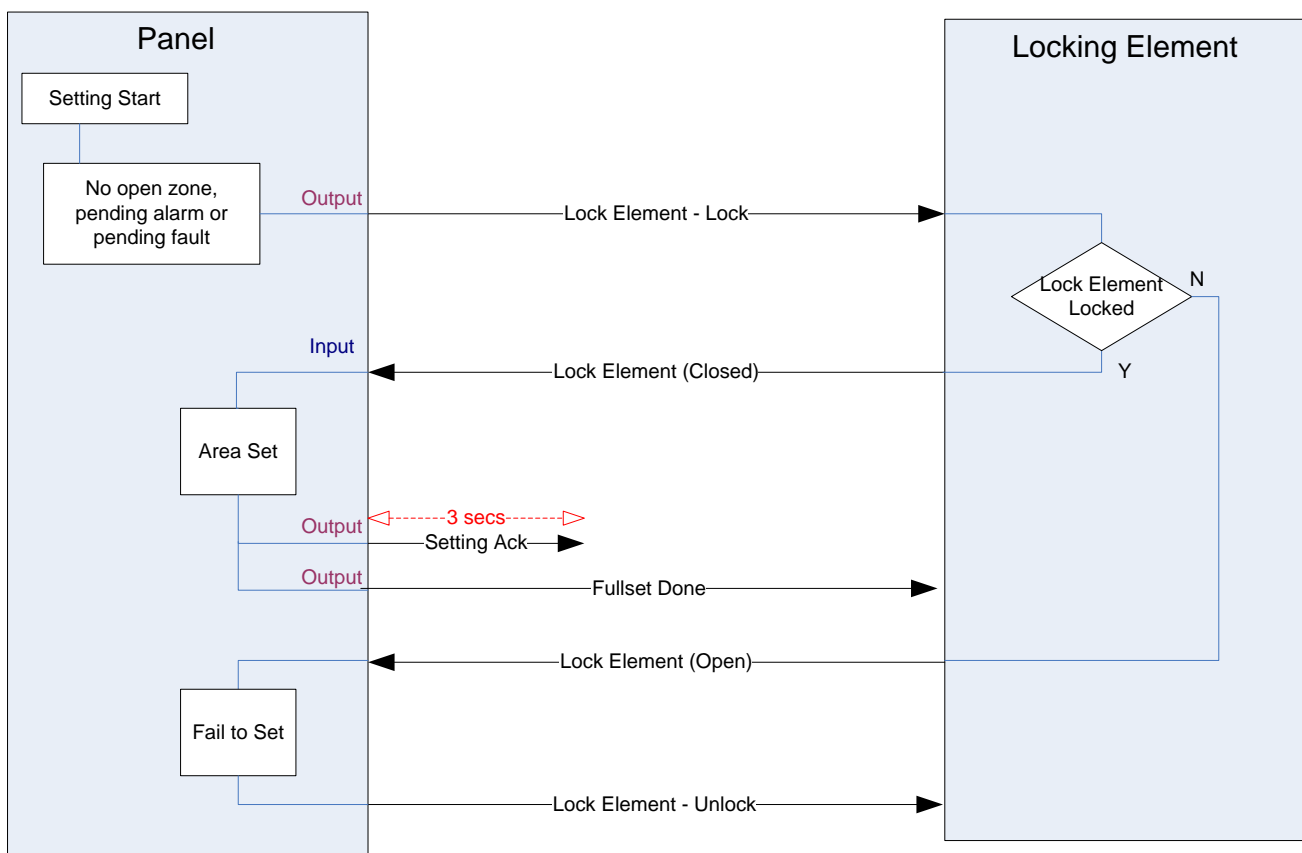 Panel
Locking Element
Setting Start
No open zone,
pending alarm or
pending fault
Output
Lock Element - Lock
Lock Element
Locked
N
Y
Input
Lock Element (Closed)
Area Set
3 secs
Output
Setting Ack
Output
Fullset Done
Lock Element (Open)
Fail to Set
Lock Element - Unlock